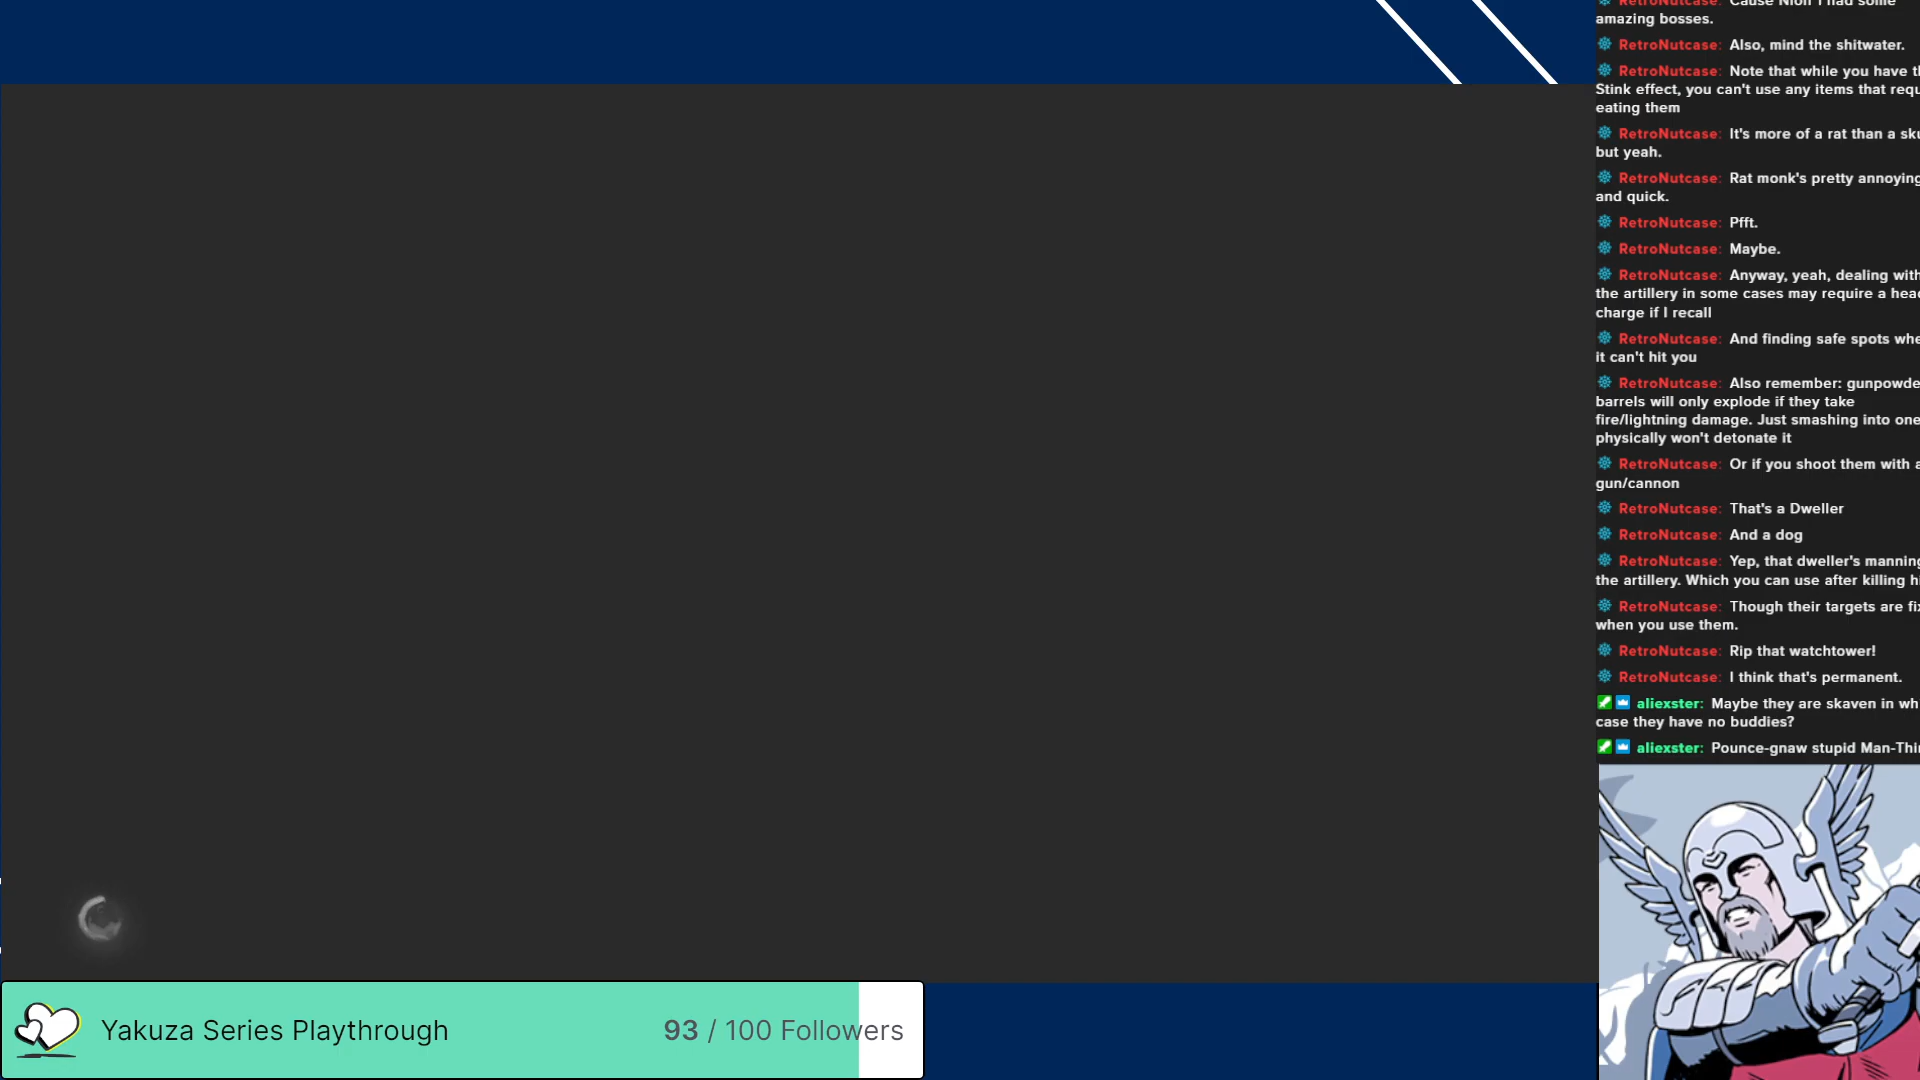 RetroNutcase: Cause Nioh 1 had some
amazing bosses.
RetroNutcase: Also, mind the shitwater.
RetroNutcase: Note that while you have
Stink effect, you can't use any items that
eating them
RetroNutcase: It's more of a rat than a
but yeah.
RetroNutcase: Rat monk's pretty annoying
and quick.
RetroNutcase: Pfft.
RetroNutcase: Maybe.
RetroNutcase: Anyway, yeah, dealing with
the artillery in some cases may require a
charge if I recall
RetroNutcase: And finding safe spots
it can't hit you
RetroNutcase: Also remember: gunpowde
barrels will only explode if they take
fire/lightning damage. Just smashing into one
physically won't detonate it
RetroNutcase: Or if you shoot them with a
gun/cannon
RetroNutcase: That's a Dweller
RetroNutcase: And a dog
RetroNutcase: Yep, that dweller's manning
the artillery. Which you can use after killing
RetroNutcase: Though their targets are
when you use them.
RetroNutcase: Rip that watchtower!
RetroNutcase: I think that's permanent.
aliexster: Maybe they are skaven in
case they have no buddies?
aliexster: Pounce-gnaw stupid
Yakuza Series Playthrough
93 / 100 Followers